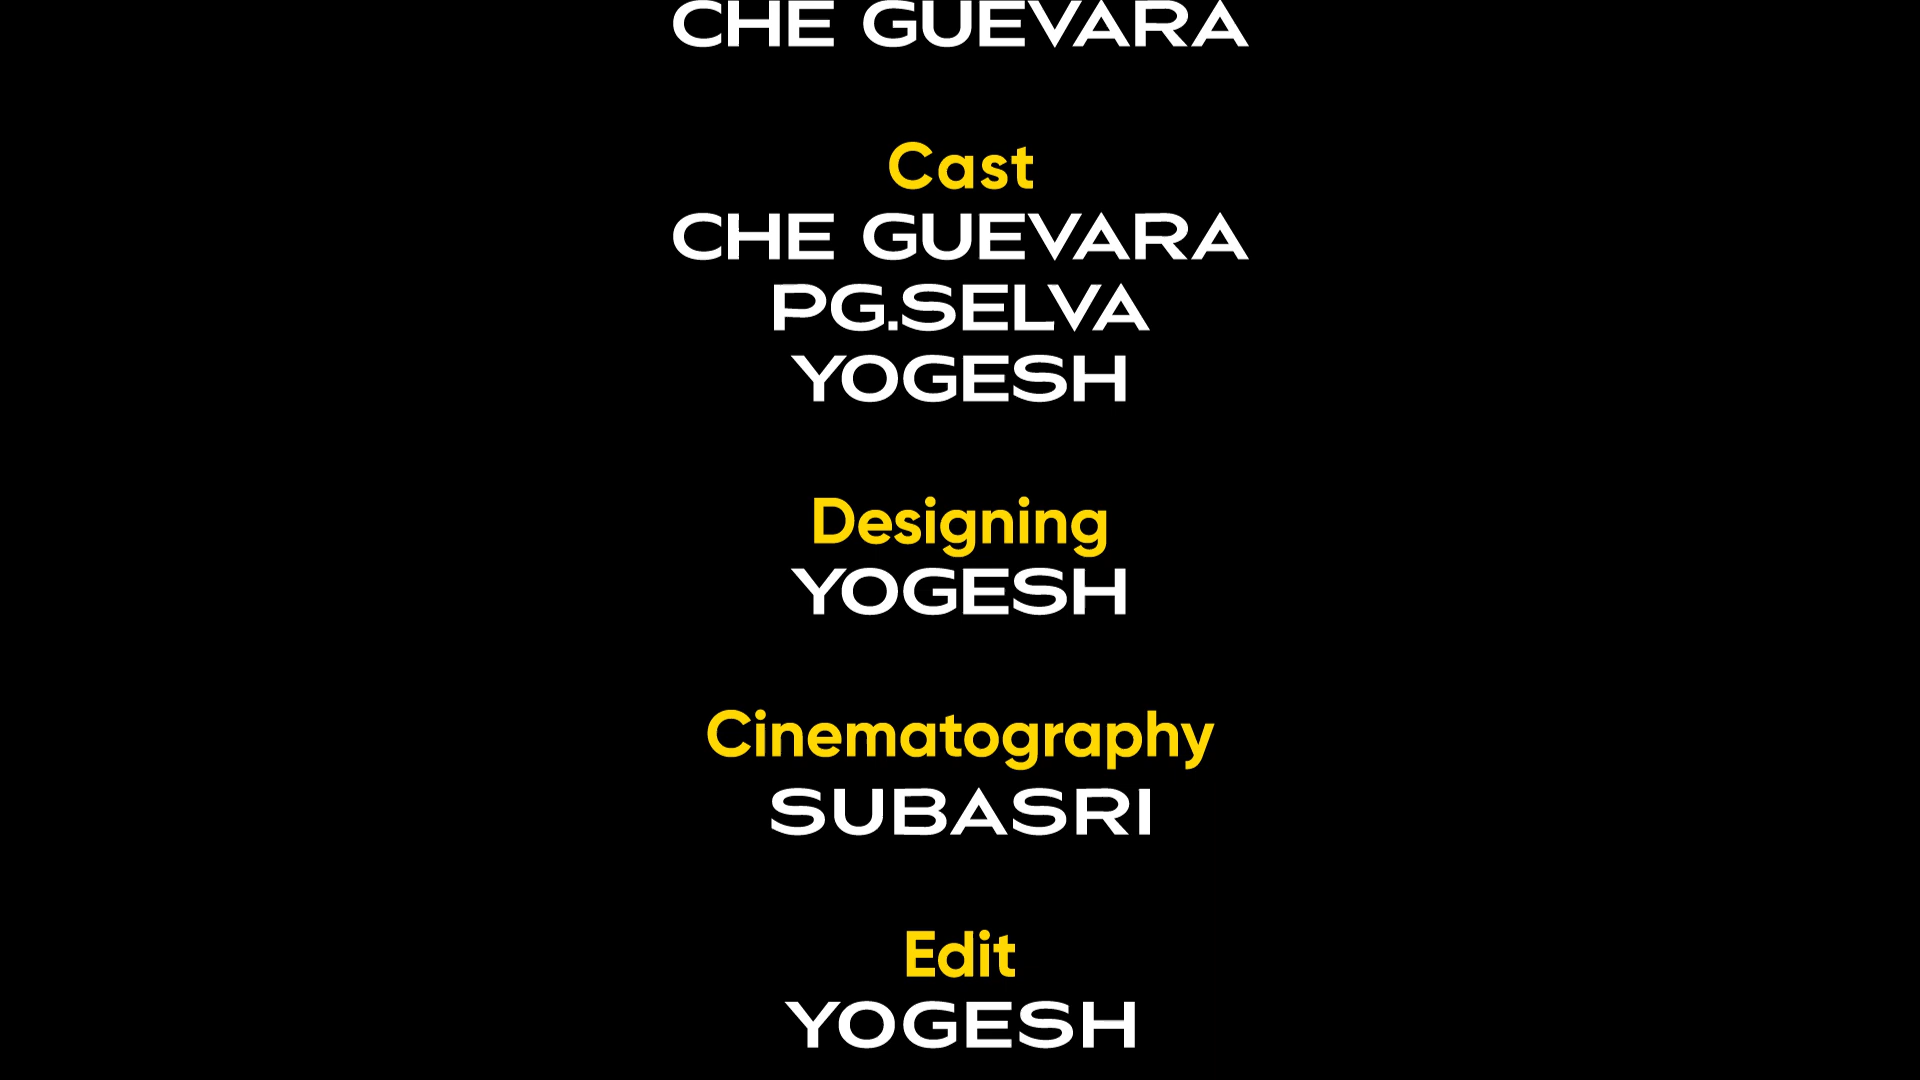 CHE GUEVARA
Cast
CHE GUEVARA
PG.SELVA
YOGESH
Designing
YOGESH
Cinematography
SUBASRI
Edit
YOGESH